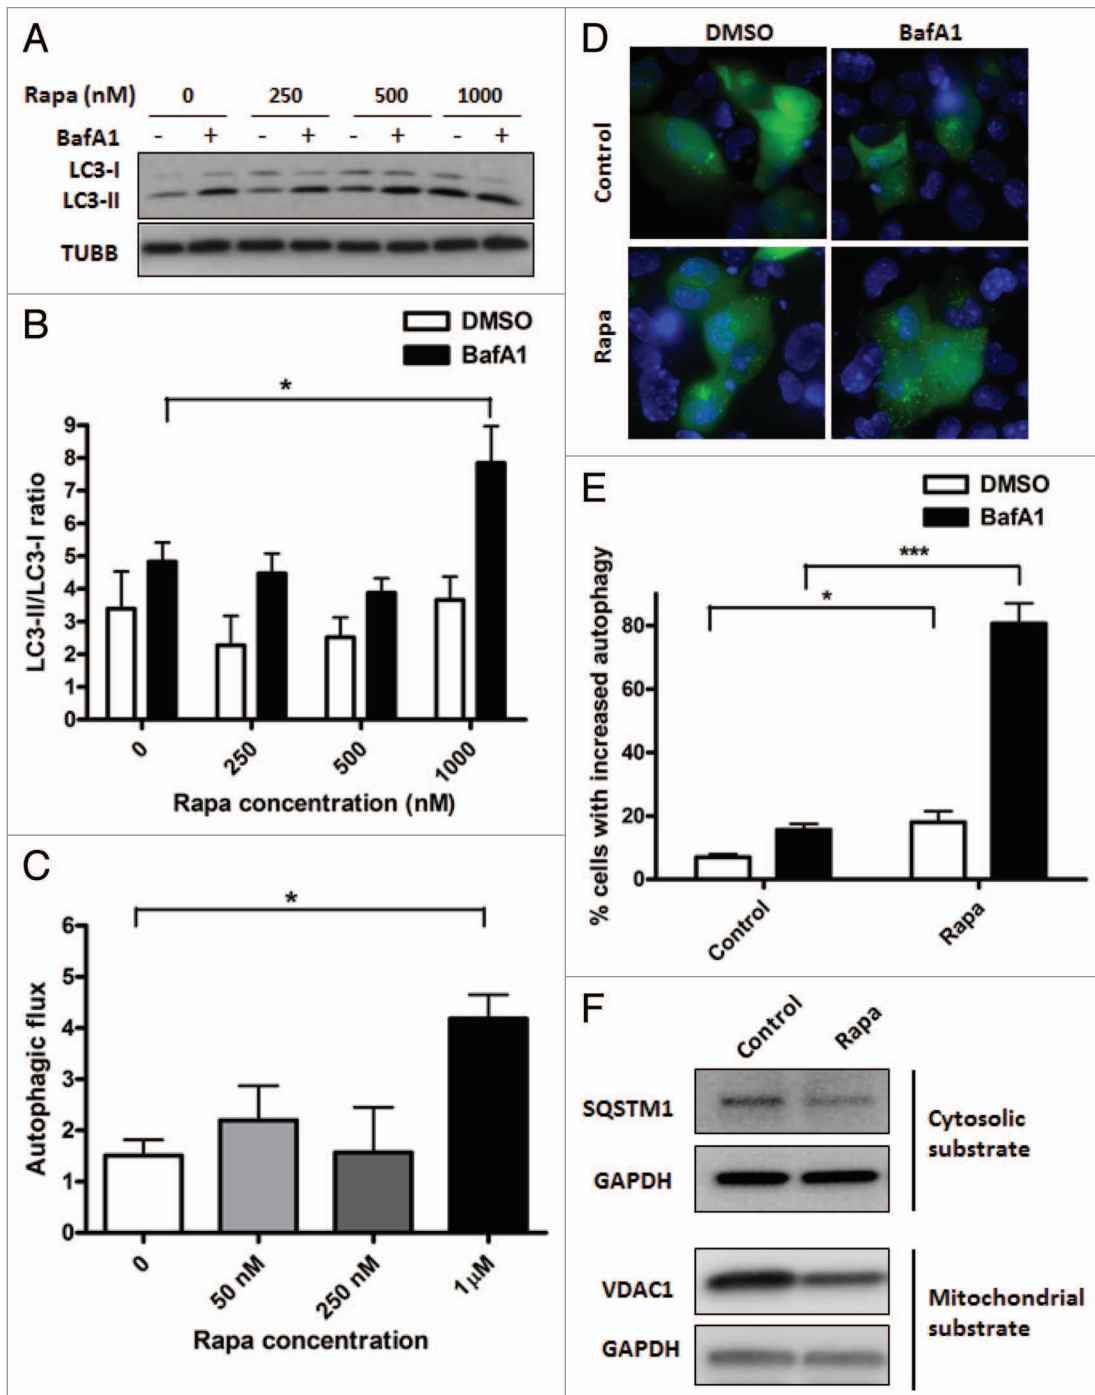 A
Rapa (nM) 0 250 500 1000
BafA1 - + - + - + - +
LC3-I
LC3-II
TUBB
B
DMSO
BafA1
*
LC3-II/LC3-I ratio
9
8
7
6
5
4
3
2
1
0
0 250 500 1000
Rapa concentration (nM)
C
*
Autophagic flux
6
5
4
3
2
1
0
0 50 nM 250 nM 1μM
Rapa concentration
D
DMSO BafA1
Control
Rapa
E
DMSO
BafA1
***
*
% cells with increased autophagy
80
60
40
20
0
Control Rapa
F
Control Rapa
SQSTM1
GAPDH
Cytosolic
substrate
VDAC1
GAPDH
Mitochondrial
substrate